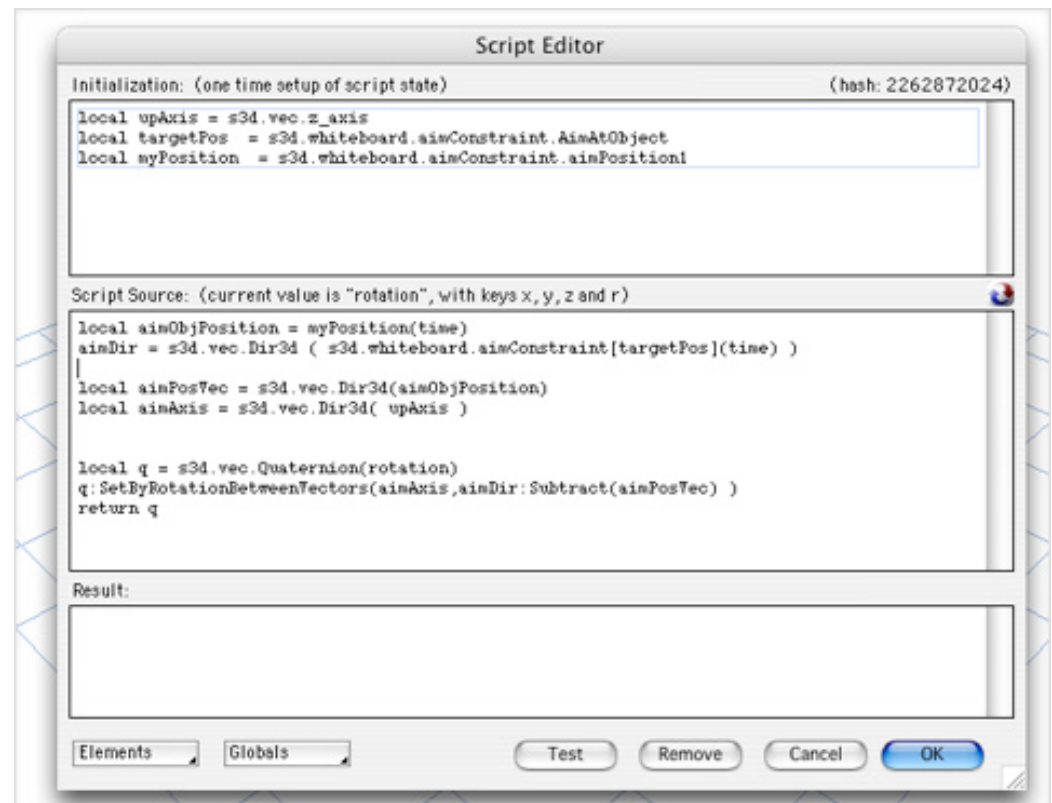 Script Editor
Initialization: (one time setup of script state) (hash: 2262872024)
local upAxis = s3d.vec.z_axis
local targetPos = s3d.whiteboard.aimConstraint.AimAtObject
local myPosition = s3d.whiteboard.aimConstraint.aimPosition1
Script Source: (current value is "rotation", with keys x, y, z and r)
local aimObjPosition = myPosition(time)
aimDir = s3d.vec.Dir3d ( s3d.whiteboard.aimConstraint[targetPos](time) )
local aimPosVec = s3d.vec.Dir3d(aimObjPosition)
local aimAxis = s3d.vec.Dir3d( upAxis )
local q = s3d.vec.Quaternion(rotation)
q:SetByRotationBetweenVectors(aimAxis,aimDir:Subtract(aimPosVec) )
return q
Result:
Elements Globals Test Remove Cancel OK